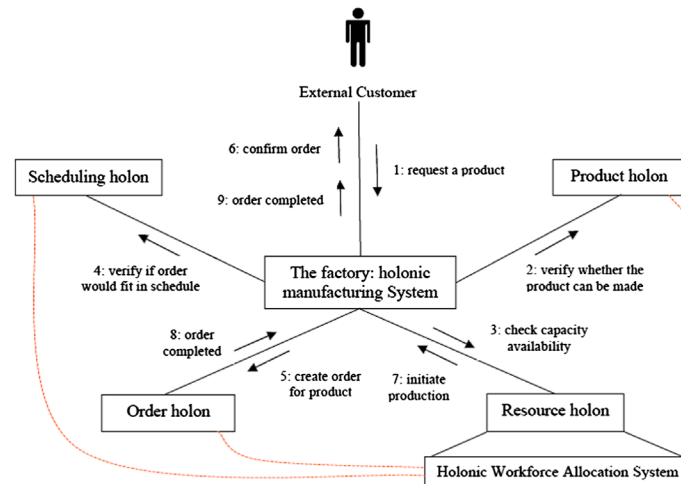 External Customer
6: confirm order
1: request a product
Scheduling holon
Product holon
9: order completed
4: verify if order
would fit in schedule
The factory: holonic
manufacturing System
2: verify whether the
product can be made
8: order
completed
3: check capacity
availability
5: create order
for product
7: initiate
production
Order holon
Resource holon
Holonic Workforce Allocation System